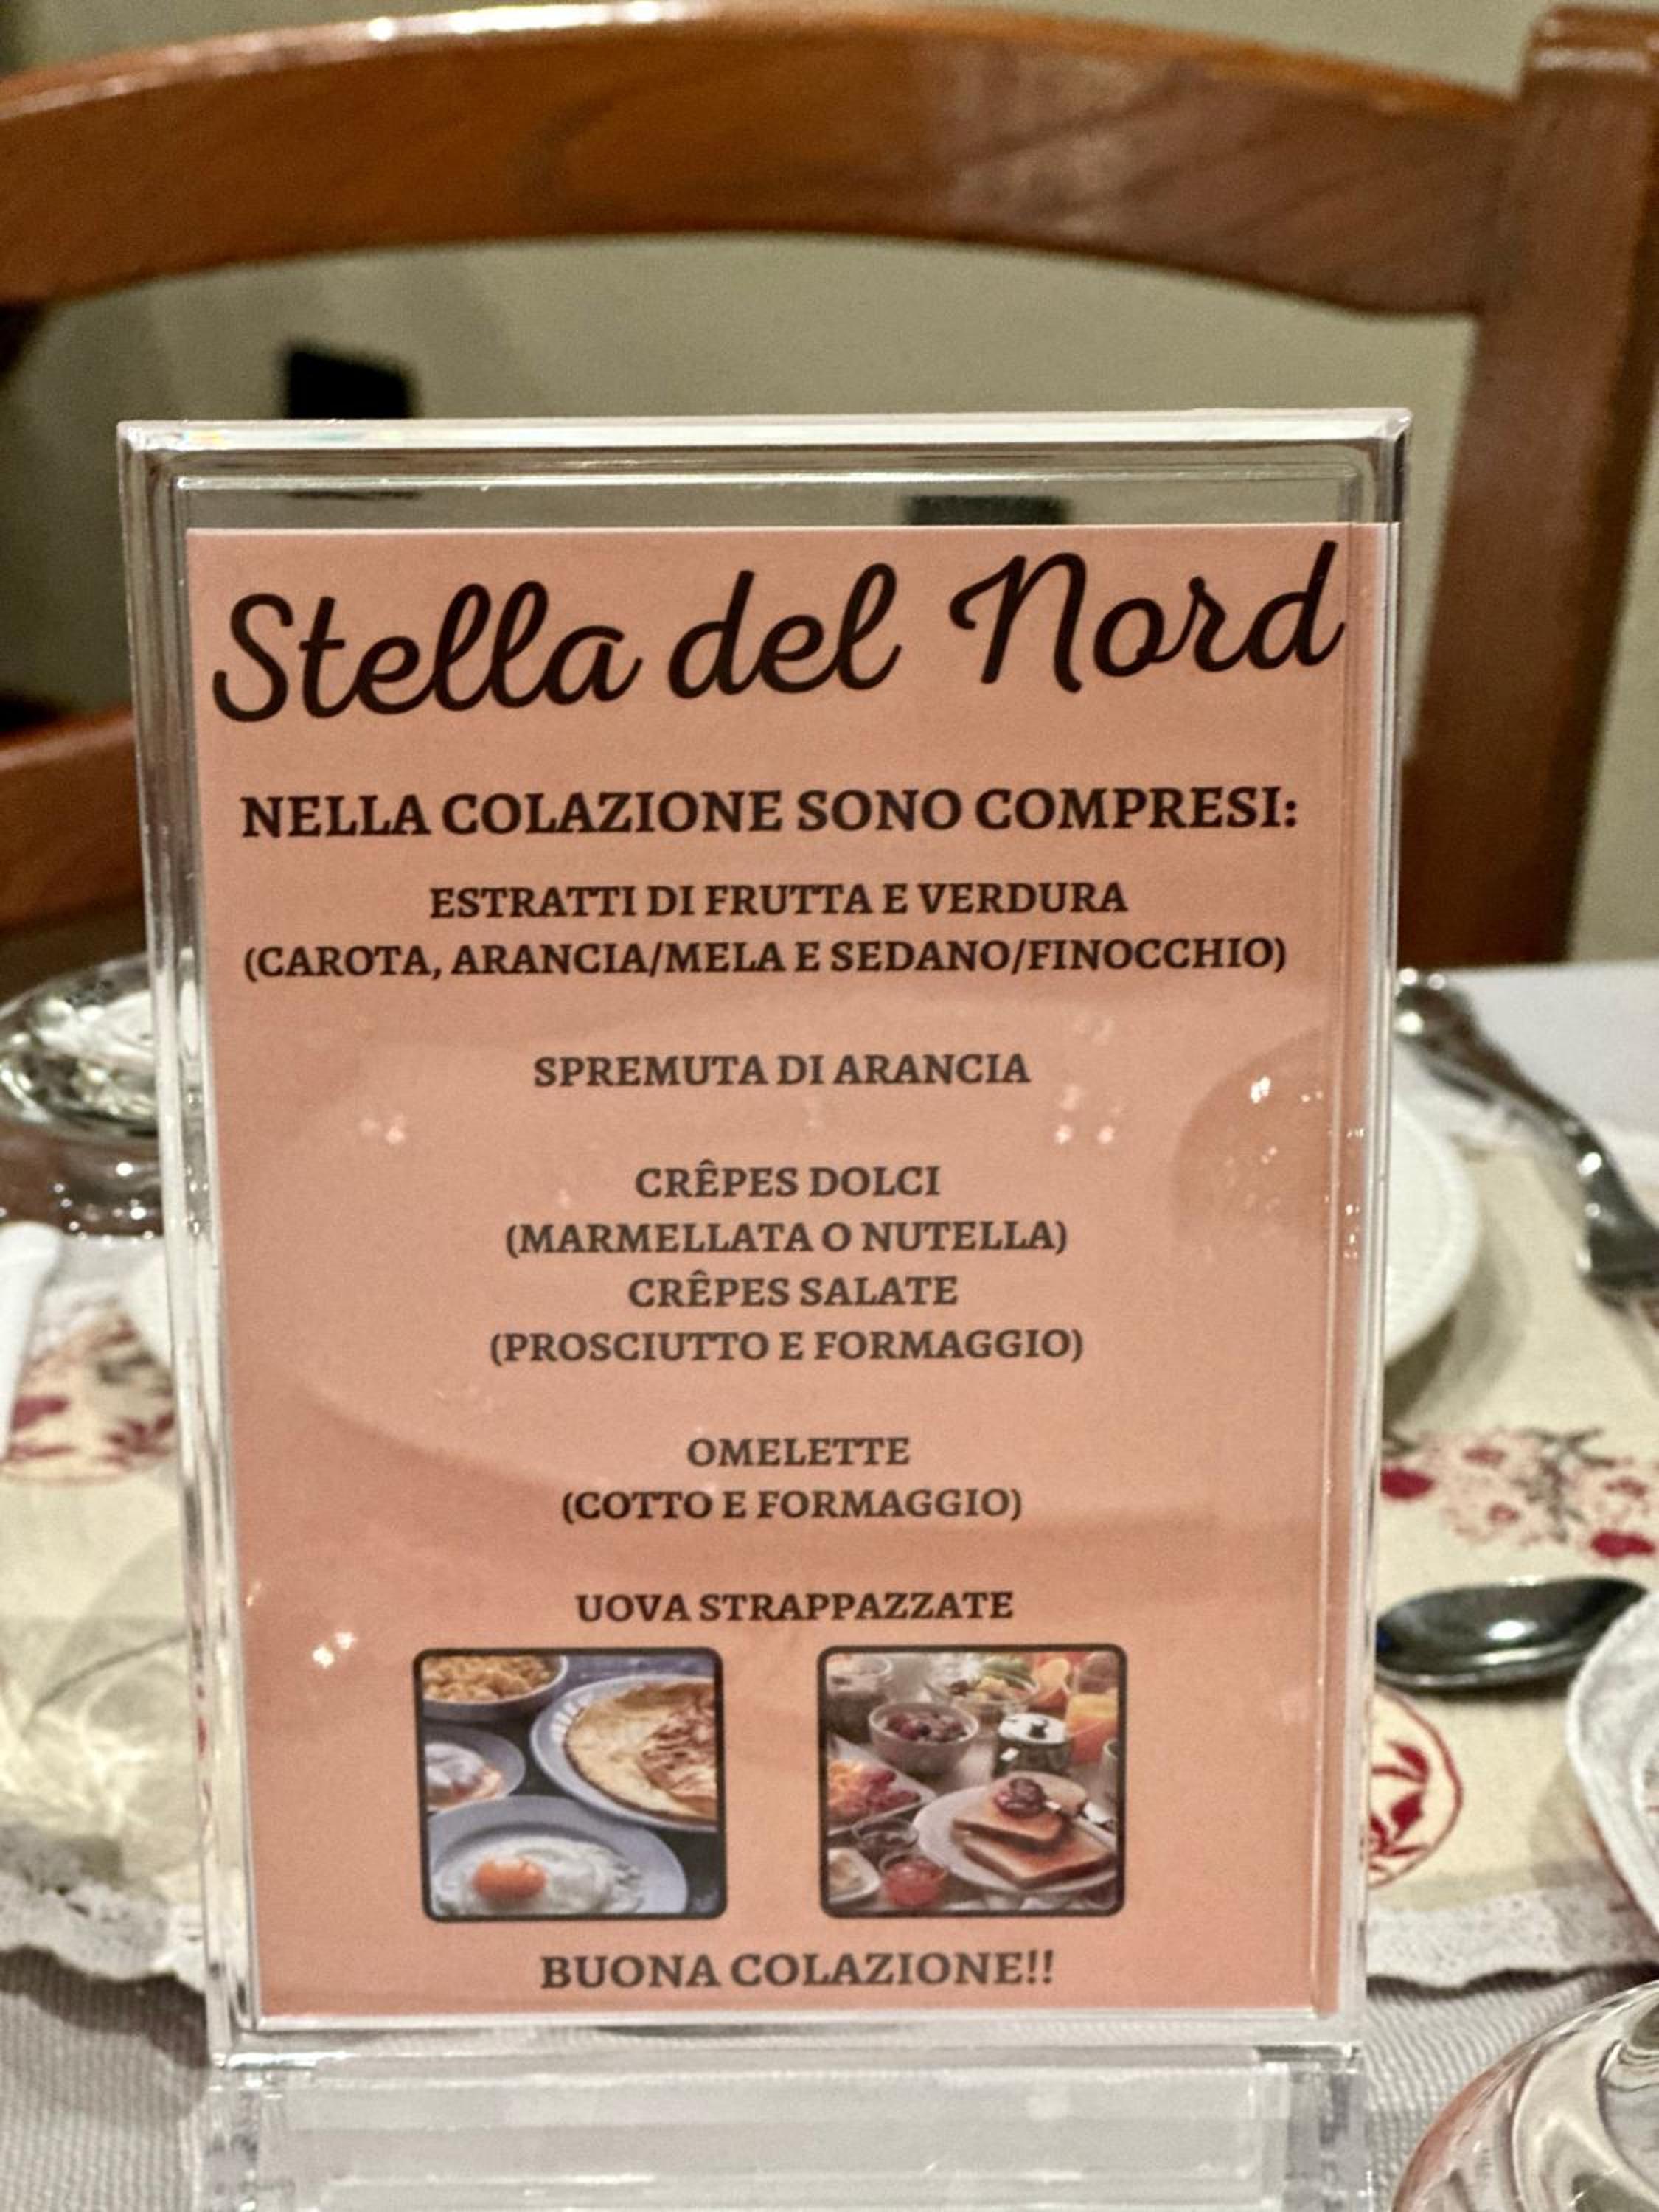 Stella del Nord
NELLA COLAZIONE SONO COMPRESI:
ESTRATTI DI FRUTTA E VERDURA
(CAROTA, ARANCIA/MELA E SEDANO/FINOCCHIO)
SPREMUTA DI ARANCIA
CRÊPES DOLCI
(MARMELLATA O NUTELLA)
CRÊPES SALATE
(PROSCIUTTO E FORMAGGIO)
OMELETTE
(COTTO E FORMAGGIO)
UOVA STRAPPAZZATE
BUONA COLAZIONE!!